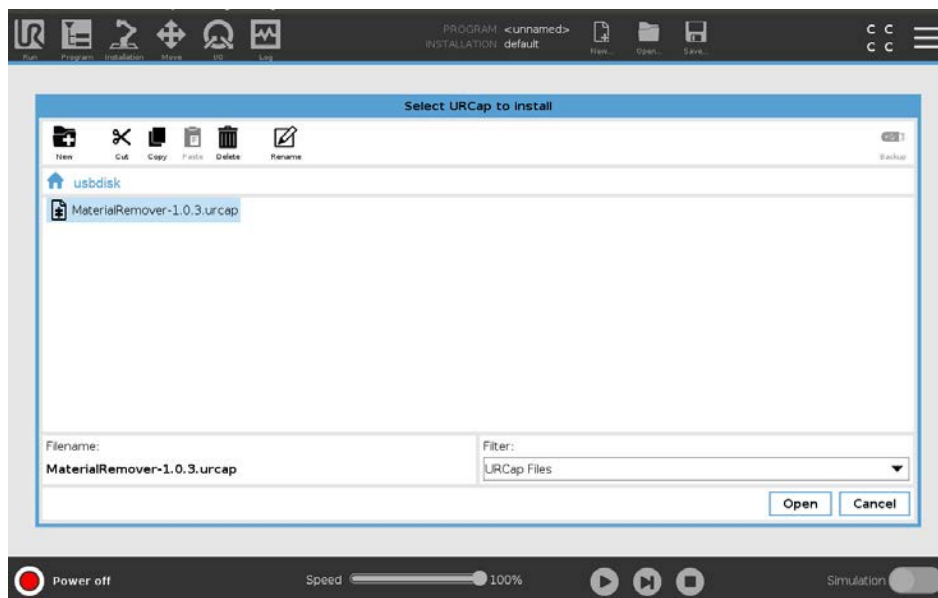 UR
PROGRAM <unnamed>
INSTALLATION default
Run Program Installation Move I/O Log New... Open... Save...
C C
C C
Select URCap to install
New Cut Copy Paste Delete Rename Backup
usbdisk
MaterialRemover-1.0.3.urcap
Filename: Filter:
MaterialRemover-1.0.3.urcap URCap Files
Open Cancel
Power off Speed 100% Simulation